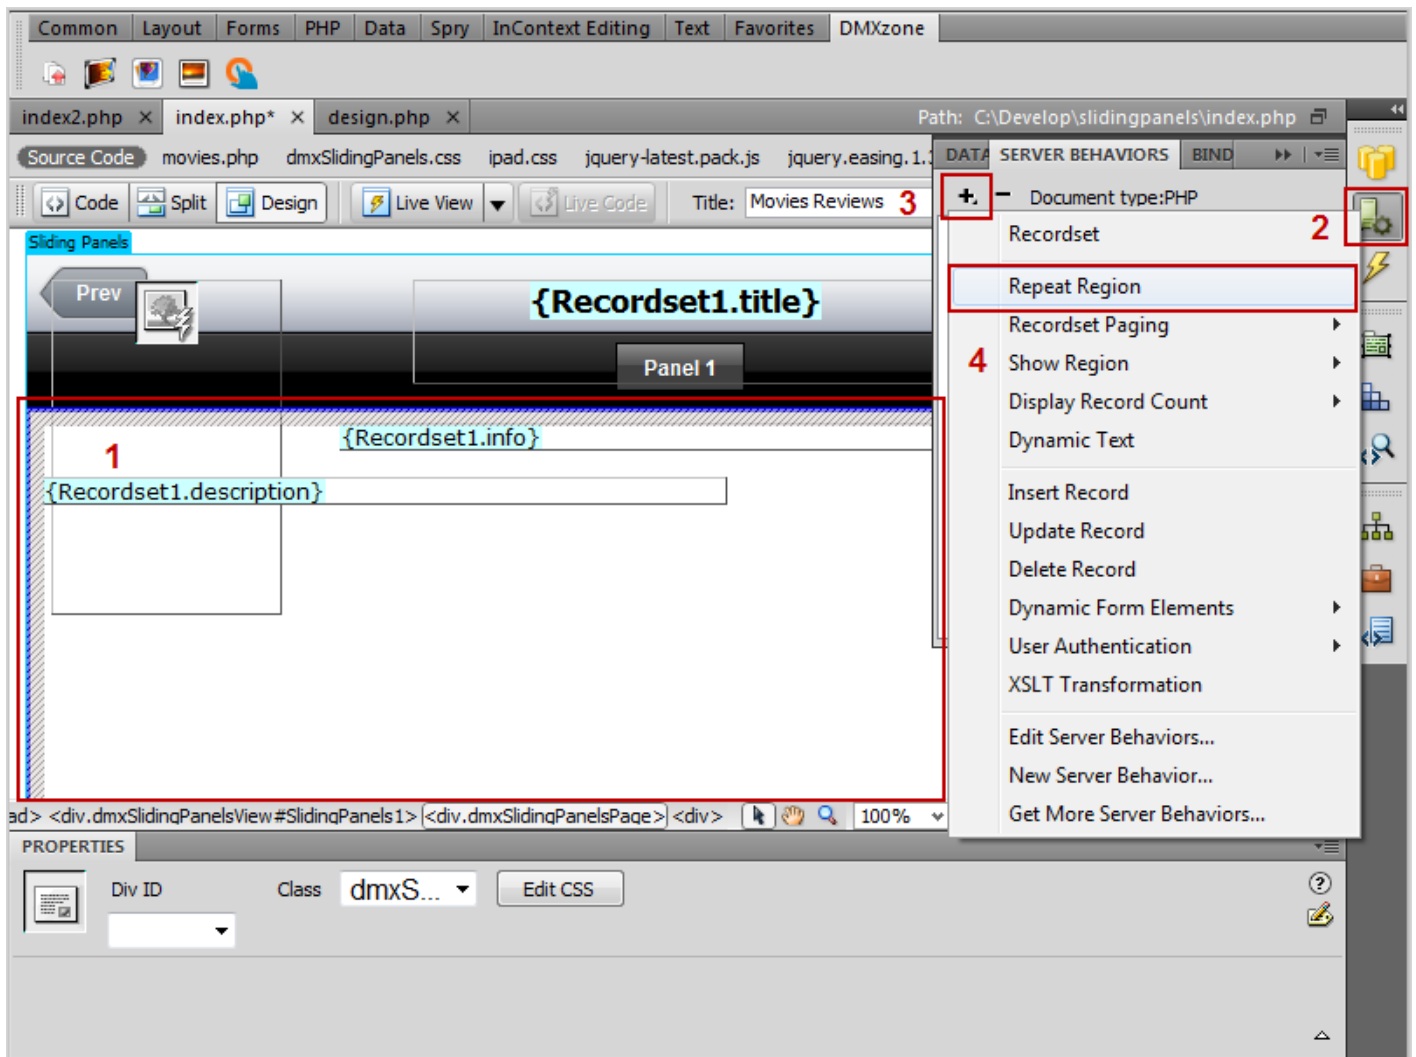 Common Layout Forms PHP Data Spry InContext Editing Text Favorites DMXzone
index2.php × index.php* × design.php × Path: C:\Develop\slidingpanels\index.php
Source Code movies.php dmxSlidingPanels.css ipad.css jquery-latest.pack.js jquery.easing.1. DATA SERVER BEHAVIORS BIND
Code Split Design Live View Live Code Title: Movies Reviews 3 Document type:PHP
Sliding Panels
Recordset 2
Prev {Recordset1.title} Repeat Region
Recordset Paging
Panel 1 4 Show Region
Display Record Count
{Recordset1.info} Dynamic Text
1
{Recordset1.description} Insert Record
Update Record
Delete Record
Dynamic Form Elements
User Authentication
XSLT Transformation
Edit Server Behaviors...
New Server Behavior...
ad> <div.dmxSlidingPanelsView#SlidingPanels1> <div.dmxSlidingPanelsPage> <div> 100% Get More Server Behaviors...
PROPERTIES
Div ID Class dmxS... Edit CSS